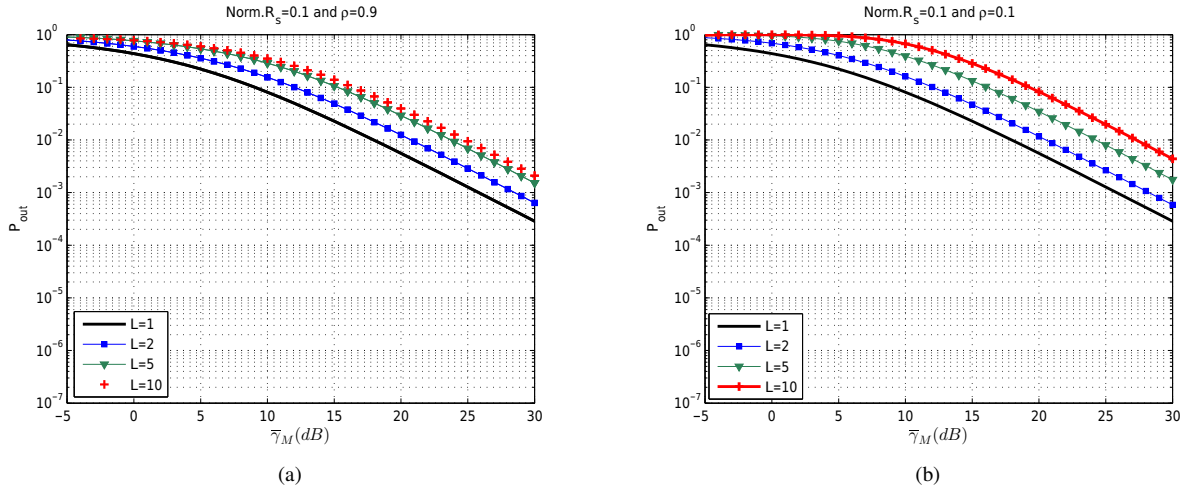 Norm.R_s=0.1 and ρ=0.9
10^0
10^-1
10^-2
10^-3
10^-4
10^-5
10^-6
10^-7
P_out
L=1
L=2
L=5
L=10
−5 0 5 10 15 20 25 30
γ̅_M(dB)
(a)
Norm.R_s=0.1 and ρ=0.1
10^0
10^-1
10^-2
10^-3
10^-4
10^-5
10^-6
10^-7
P_out
L=1
L=2
L=5
L=10
−5 0 5 10 15 20 25 30
γ̅_M(dB)
(b)